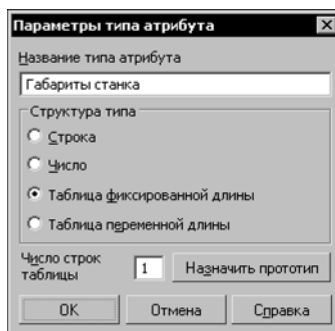 Параметры типа атрибута
Название типа атрибута
Габариты станка
Структура типа
Строка
Число
Таблица фиксированной длины
Таблица переменной длины
Число строк
таблицы
1
Назначить прототип
OK
Отмена
Справка